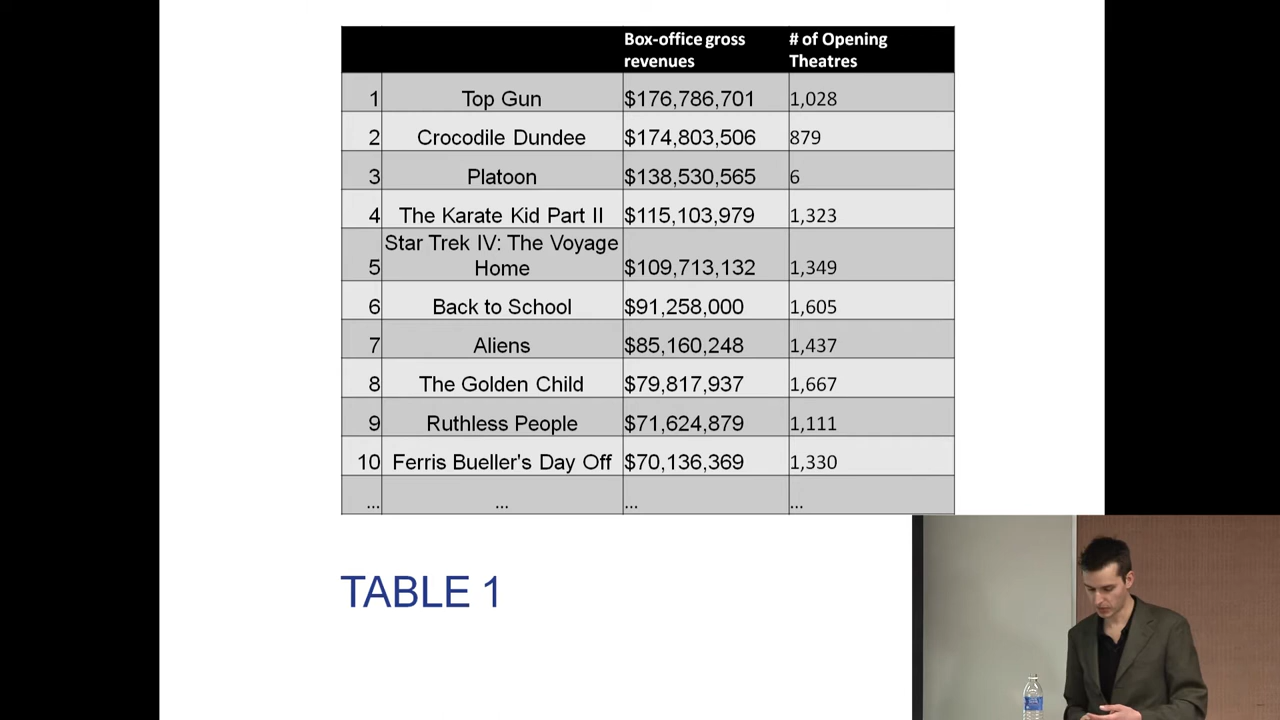 Box-office gross revenues # of Opening Theatres
1 Top Gun $176,786,701 1,028
2 Crocodile Dundee $174,803,506 879
3 Platoon $138,530,565 6
4 The Karate Kid Part II $115,103,979 1,323
5 Star Trek IV: The Voyage Home $109,713,132 1,349
6 Back to School $91,258,000 1,605
7 Aliens $85,160,248 1,437
8 The Golden Child $79,817,937 1,667
9 Ruthless People $71,624,879 1,111
10 Ferris Bueller's Day Off $70,136,369 1,330
... ... ... ...
TABLE 1